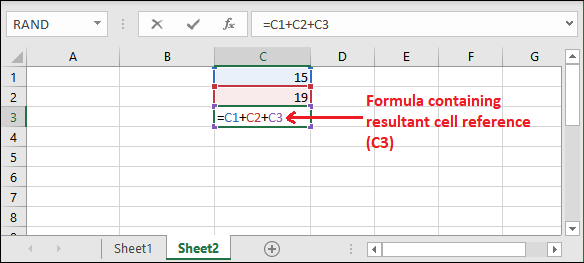 RAND
=C1+C2+C3
A B C D E F G
1 15
2 19
3 =C1+C2+C3
Formula containing
resultant cell reference
(C3)
4
5
6
7
8
Sheet1 Sheet2